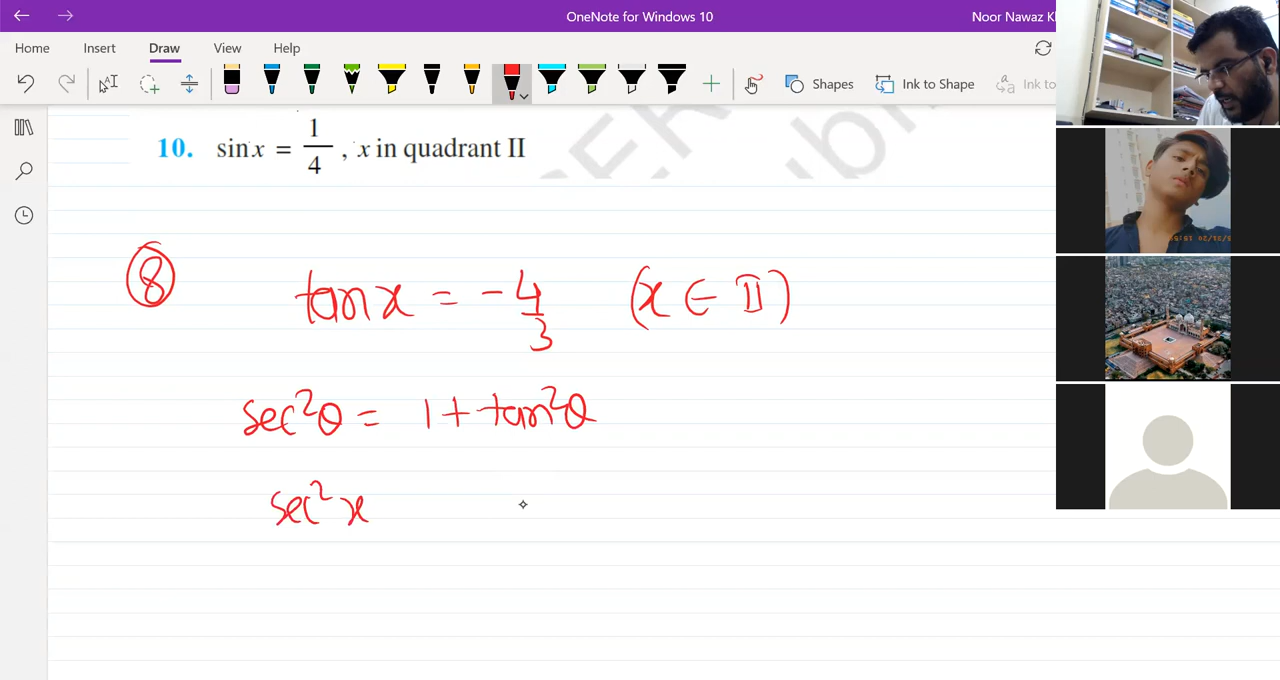 OneNote for Windows 10
Noor Nawaz Kh
Home Insert Draw View Help
Shapes Ink to Shape Ink to
10. sin x = 1/4, x in quadrant II
8 tan x = -4/3 (x ∈ II)
sec²θ = 1 + tan²θ
sec²x